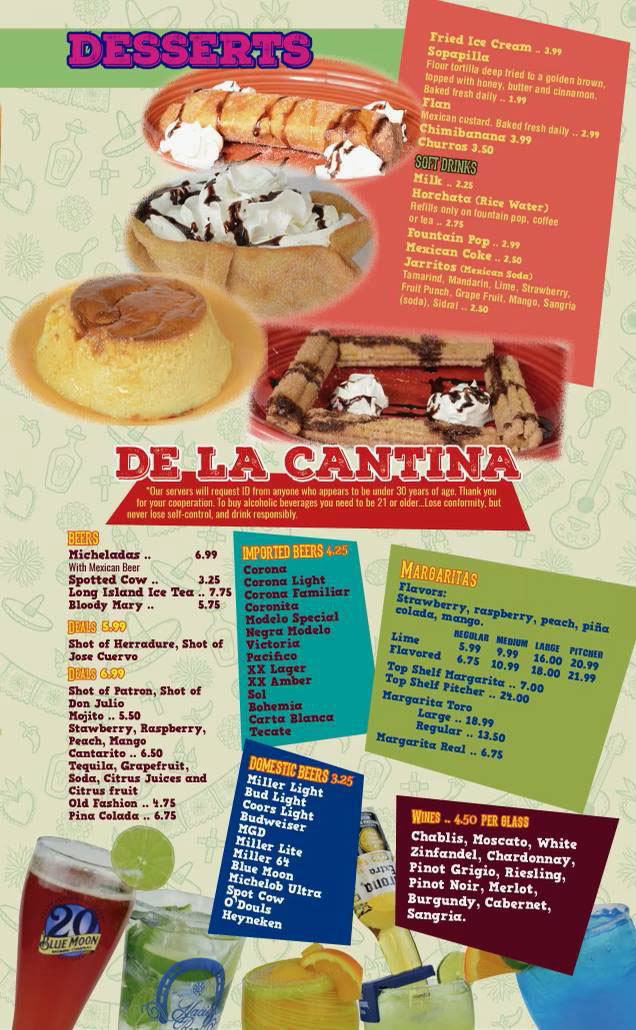 DESSERTS
Fried Ice Cream .. 3.99
Sopapilla
Flour tortilla deep fried to a golden brown,
topped with honey, butter and cinnamon.
Baked fresh daily .. 1.99
Flan
Mexican custard. Baked fresh daily .. 2.99
Chimibanana 3.99
Churros 3.50
SOFT DRINKS
Milk .. 2.25
Horchata (Rice Water)
Refills only on fountain pop, coffee
or tea .. 2.75
Fountain Pop .. 2.99
Mexican Coke .. 2.50
Jarritos (Mexican Soda)
Tamarind, Mandarin, Lime, Strawberry,
Fruit Punch, Grape Fruit, Mango, Sangria
(soda), Sidral .. 2.50
DE LA CANTINA
*Our servers will request ID from anyone who appears to be under 30 years of age. Thank you
for your cooperation. To buy alcoholic beverages you need to be 21 or older...Lose conformity, but
never lose self-control, and drink responsibly.
BEERS
Micheladas .. 6.99
With Mexican Beer
Spotted Cow .. 3.25
Long Island Ice Tea .. 7.75
Bloody Mary .. 5.75
DEALS 5.99
Shot of Herradure, Shot of
Jose Cuervo
DEALS 6.99
Shot of Patron, Shot of
Don Julio
Mojito .. 5.50
Stawberry, Raspberry,
Peach, Mango
Cantarito .. 6.50
Tequila, Grapefruit,
Soda, Citrus Juices and
Citrus fruit
Old Fashion .. 4.75
Pina Colada .. 6.75
IMPORTED BEERS 4.25
Corona
Corona Light
Corona Familiar
Coronita
Modelo Special
Negra Modelo
Victoria
Pacifico
XX Lager
XX Amber
Sol
Bohemia
Carta Blanca
Tecate
DOMESTIC BEERS 3.25
Miller Light
Bud Light
Coors Light
Budweiser
MGD
Miller Lite
Miller 64
Blue Moon
Michelob Ultra
Spot Cow
O'Douls
Heyneken
MARGARITAS
Flavors:
Strawberry, raspberry, peach, piña
colada, mango.
REGULAR MEDIUM LARGE PITCHER
Lime 5.99 9.99 16.00 20.99
Flavored 6.75 10.99 18.00 21.99
Top Shelf Margarita .. 7.00
Top Shelf Pitcher .. 24.00
Margarita Toro
Large .. 18.99
Regular .. 13.50
Margarita Real .. 6.75
WINES .. 4.50 PER GLASS
Chablis, Moscato, White
Zinfandel, Chardonnay,
Pinot Grigio, Riesling,
Pinot Noir, Merlot,
Burgundy, Cabernet,
Sangria.
20
BLUE MOON
Corona
Extra